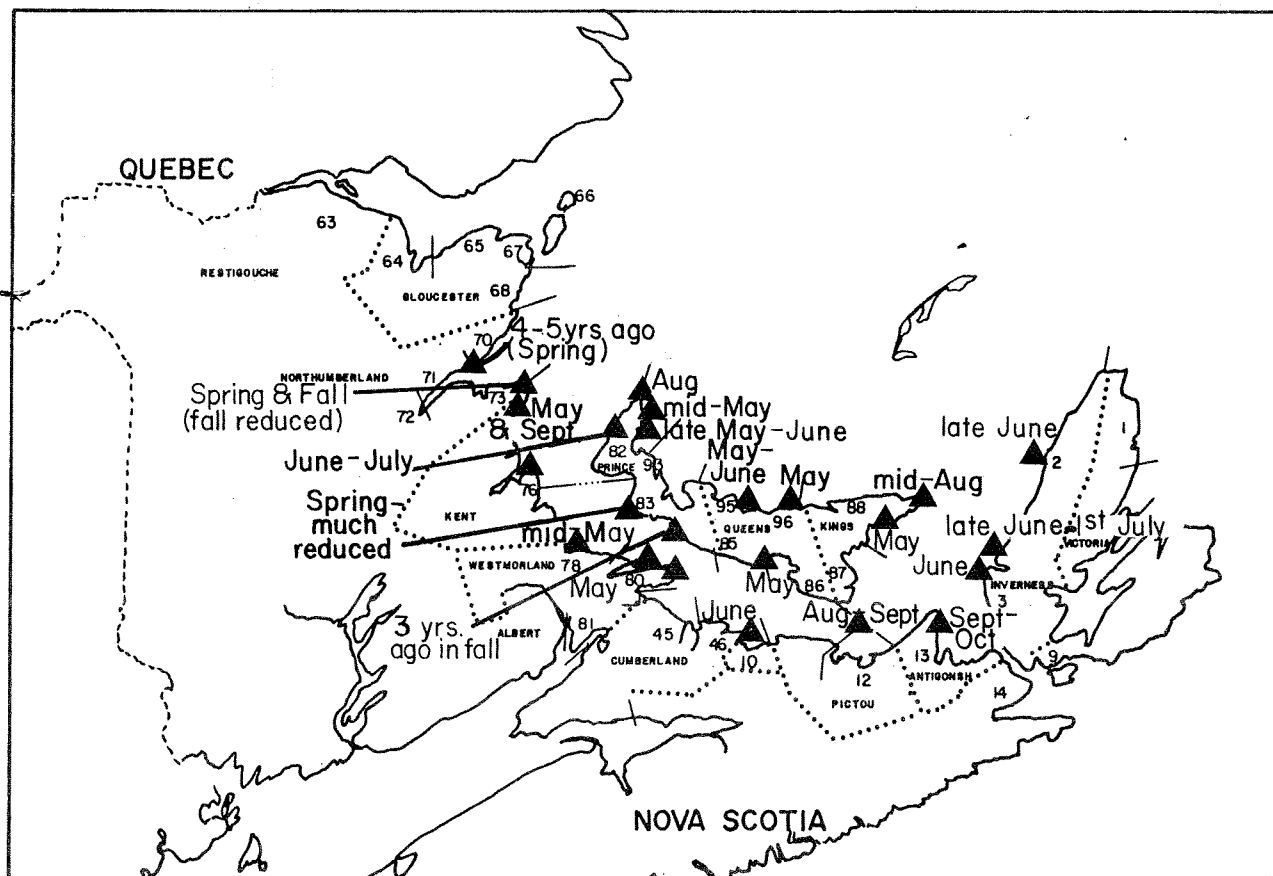 QUEBEC
66
63
65
67
64
RESTIGOUCHE
68
GLOUCESTER
4-5yrs ago
(Spring)
70
71
NORTHUMBERLAND
Spring & Fall
(fall reduced)
72
73
May
& Sept
Aug
mid-May
late May-June
June-July
82
PRINCE
93
May-
June
May
late June
1
2
mid-Aug
76
Spring-
much
reduced
KENT
83
95
QUEENS
96
KINGS
88
May
mid-May
85
late June
1st July
VICTORIA
WESTMORLAND
78
May
80
May
86
87
June
INVERNESS
3
3 yrs.
ago in fall
ALBERT
81
45
CUMBERLAND
46
June
10
Aug-Sept
12
PICTOU
13
ANTIGONSH
Sept-
Oct
9
14
NOVA SCOTIA